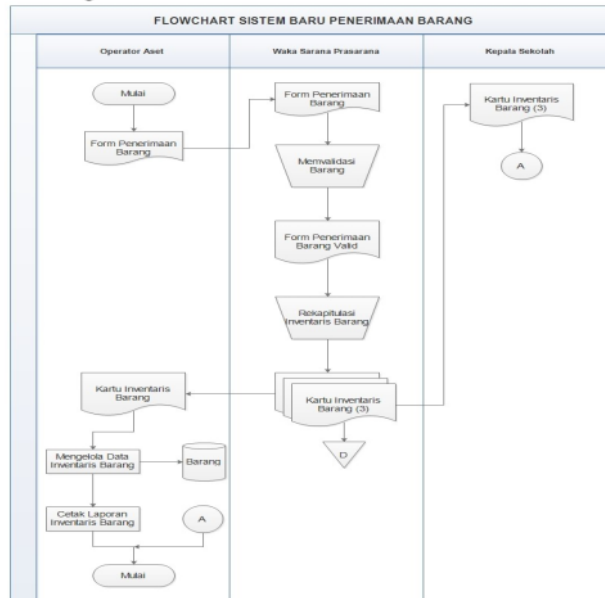 FLOWCHART SISTEM BARU PENERIMAAN BARANG
Operator Aset
Waka Sarana Prasarana
Kepala Sekolah
Mulai
Form Penerimaan
Barang
Form Penerimaan
Barang
Memvalidasi
Barang
Form Penerimaan
Barang Valid
Rekapitulasi
Inventaris Barang
Kartu Inventaris
Barang (3)
D
Kartu Inventaris
Barang (3)
A
Kartu Inventaris
Barang
Mengelola Data
Inventaris Barang
Barang
Cetak Laporan
Inventaris Barang
A
Mulai